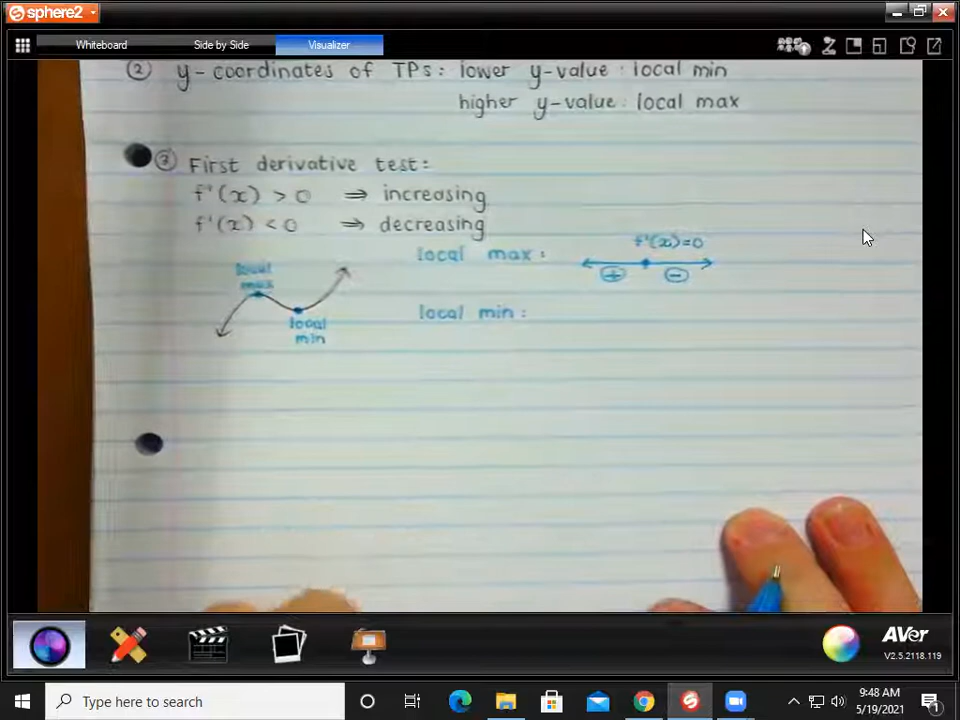 sphere2
Whiteboard Side by Side Visualizer
② y-coordinates of TPs: lower y-value: local min
higher y-value: local max
③ First derivative test:
f'(x) > 0 ⇒ increasing
f'(x) < 0 ⇒ decreasing
local max: f'(x)=0
+ −
local max
local min
local min:
AVer
V2.5.2118.119
Type here to search
9:48 AM
5/19/2021
1